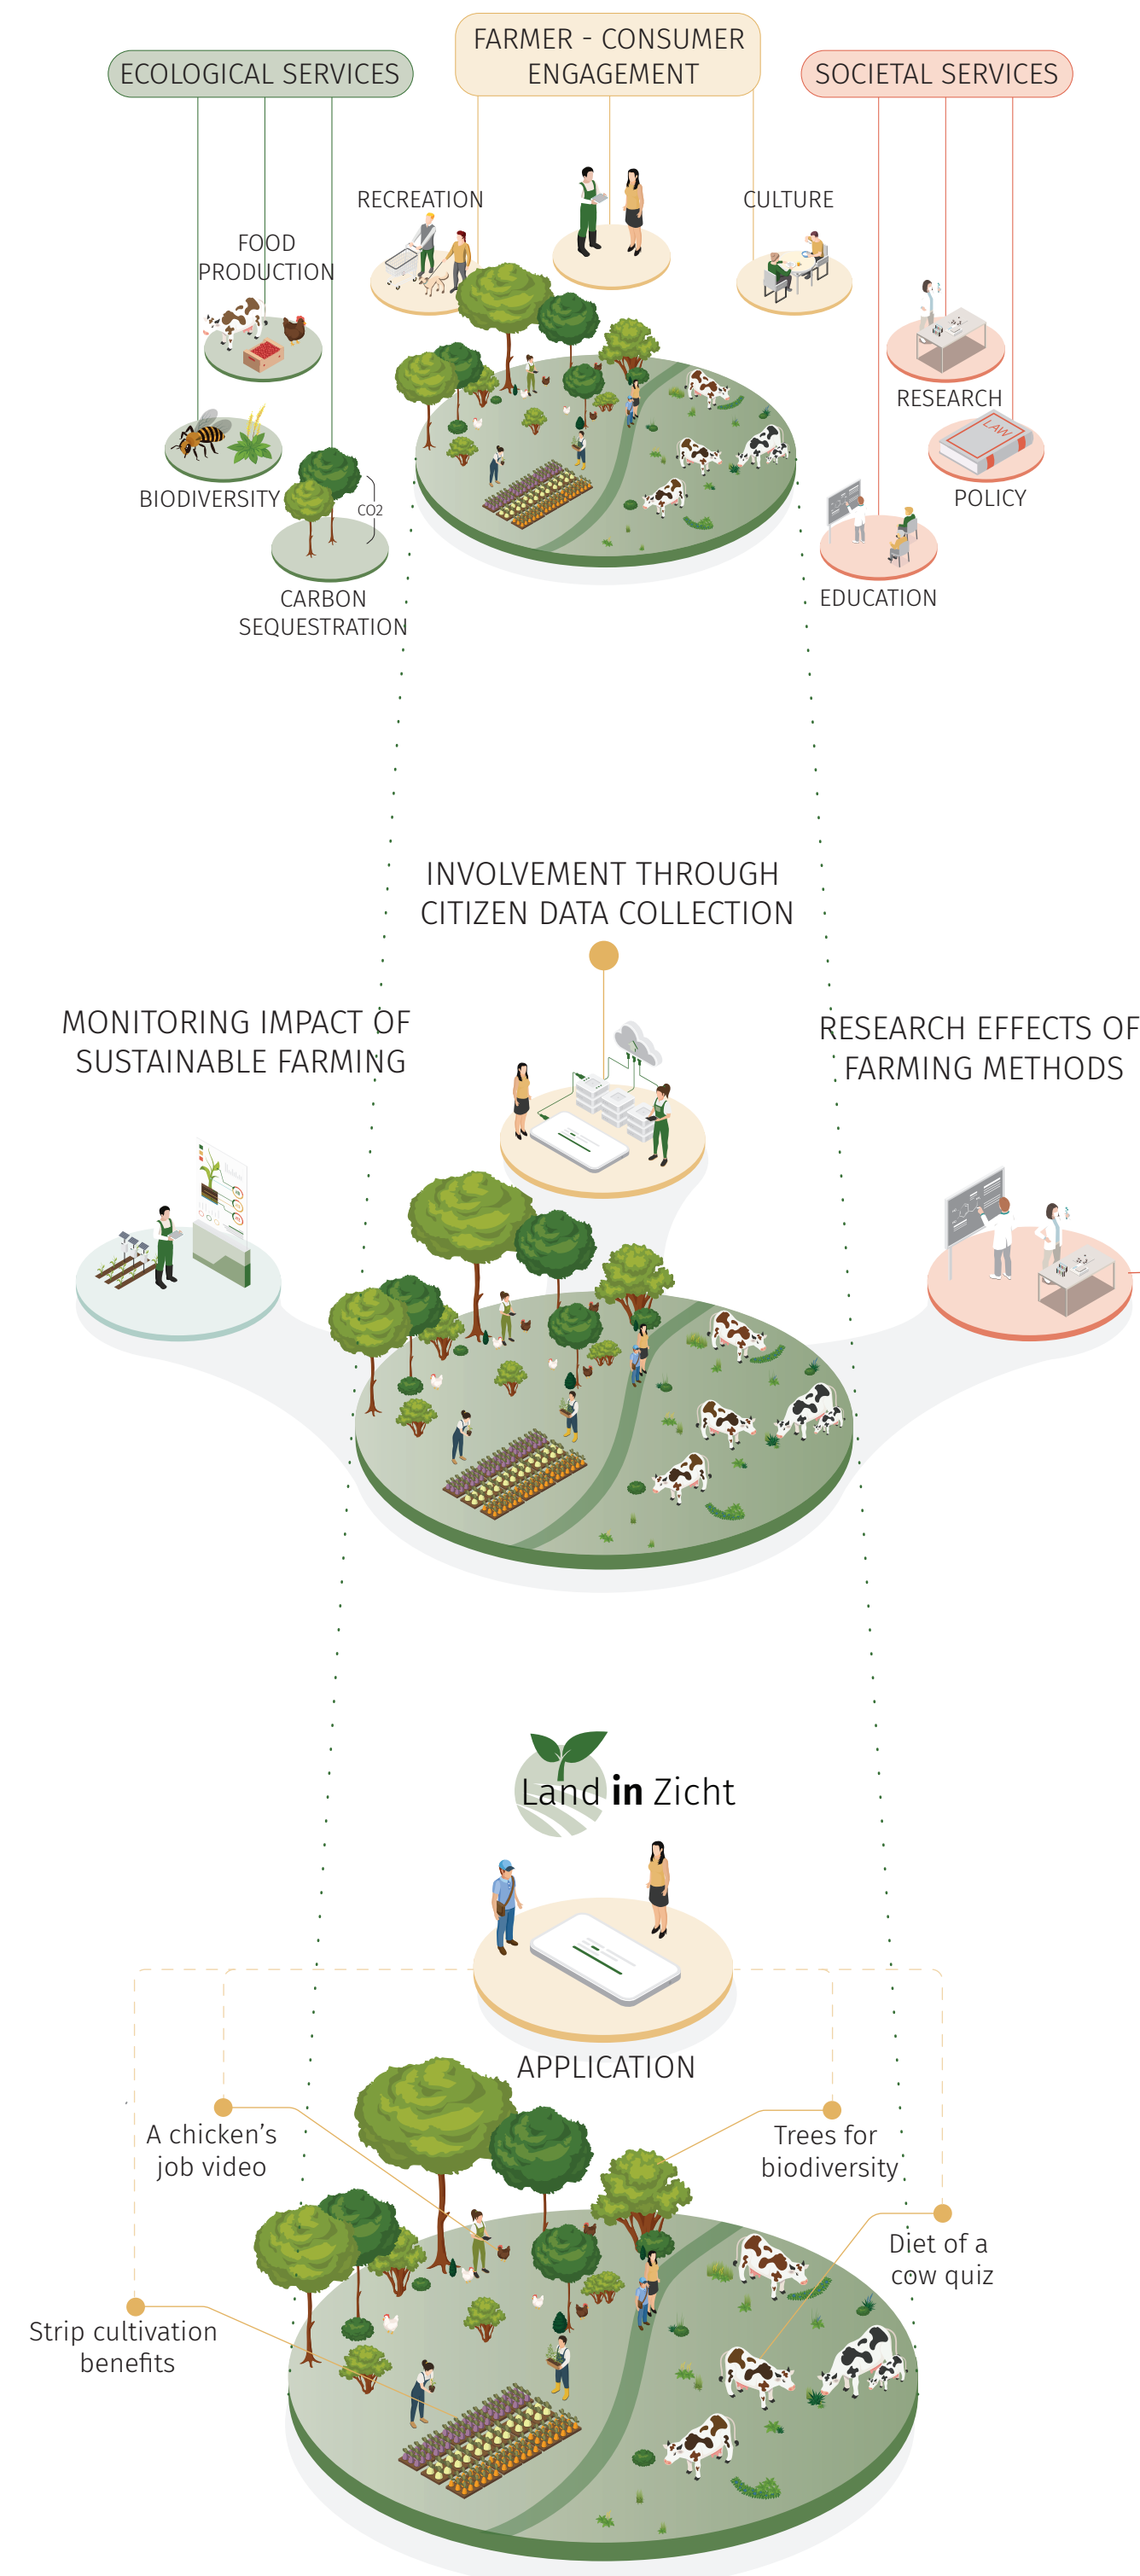 ECOLOGICAL SERVICES
FARMER - CONSUMER
ENGAGEMENT
SOCIETAL SERVICES
RECREATION
CULTURE
FOOD
PRODUCTION
RESEARCH
LAW
BIODIVERSITY
POLICY
CO2
CARBON
SEQUESTRATION
EDUCATION
INVOLVEMENT THROUGH
CITIZEN DATA COLLECTION
MONITORING IMPACT OF
SUSTAINABLE FARMING
RESEARCH EFFECTS OF
FARMING METHODS
Land in Zicht
APPLICATION
A chicken's
job video
Trees for
biodiversity
Diet of a
cow quiz
Strip cultivation
benefits